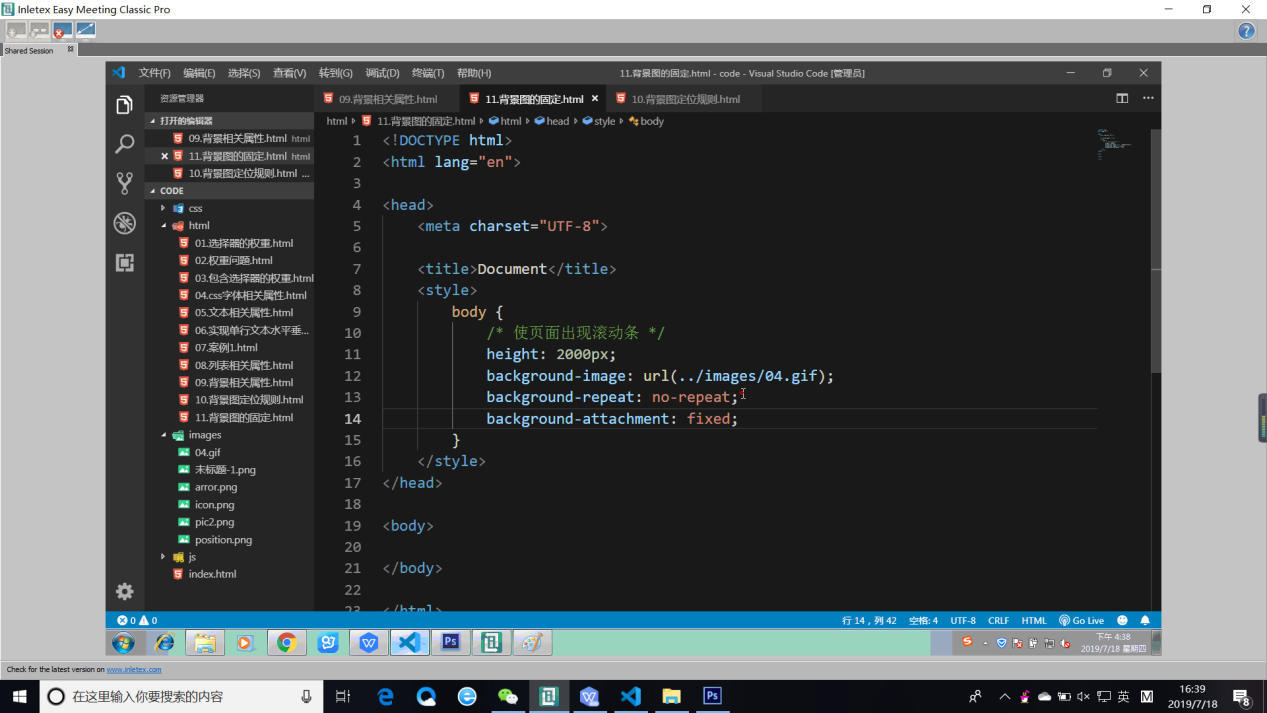 Inletex Easy Meeting Classic Pro
Shared Session
文件(F) 编辑(E) 选择(S) 查看(V) 转到(G) 调试(D) 终端(T) 帮助(H)
11.背景图的固定.html - code - Visual Studio Code [管理员]
资源管理器
09.背景相关属性.html
11.背景图的固定.html
10.背景图定位规则.html
打开的编辑器
09.背景相关属性.html html
11.背景图的固定.html html
10.背景图定位规则.html ...
CODE
css
html
01.选择器的权重.html
02.权重问题.html
03.包含选择器的权重.html
04.css字体相关属性.html
05.文本相关属性.html
06.实现单行文本水平垂...
07.案例1.html
08.列表相关属性.html
09.背景相关属性.html
10.背景图定位规则.html
11.背景图的固定.html
images
04.gif
未标题-1.png
arror.png
icon.png
pic2.png
position.png
js
index.html
html 11.背景图的固定.html html head style body
1 <!DOCTYPE html>
2 <html lang="en">
3
4 <head>
5 <meta charset="UTF-8">
6
7 <title>Document</title>
8 <style>
9 body {
10 /* 使页面出现滚动条 */
11 height: 2000px;
12 background-image: url(../images/04.gif);
13 background-repeat: no-repeat;
14 background-attachment: fixed;
15 }
16 </style>
17 </head>
18
19 <body>
20
21 </body>
22
23 </html>
0 0
行 14，列 42 空格: 4 UTF-8 CRLF HTML Go Live
下午 4:38
2019/7/18 星期四
Check for the latest version on www.inletex.com
在这里输入你要搜索的内容
英
16:39
2019/7/18
8